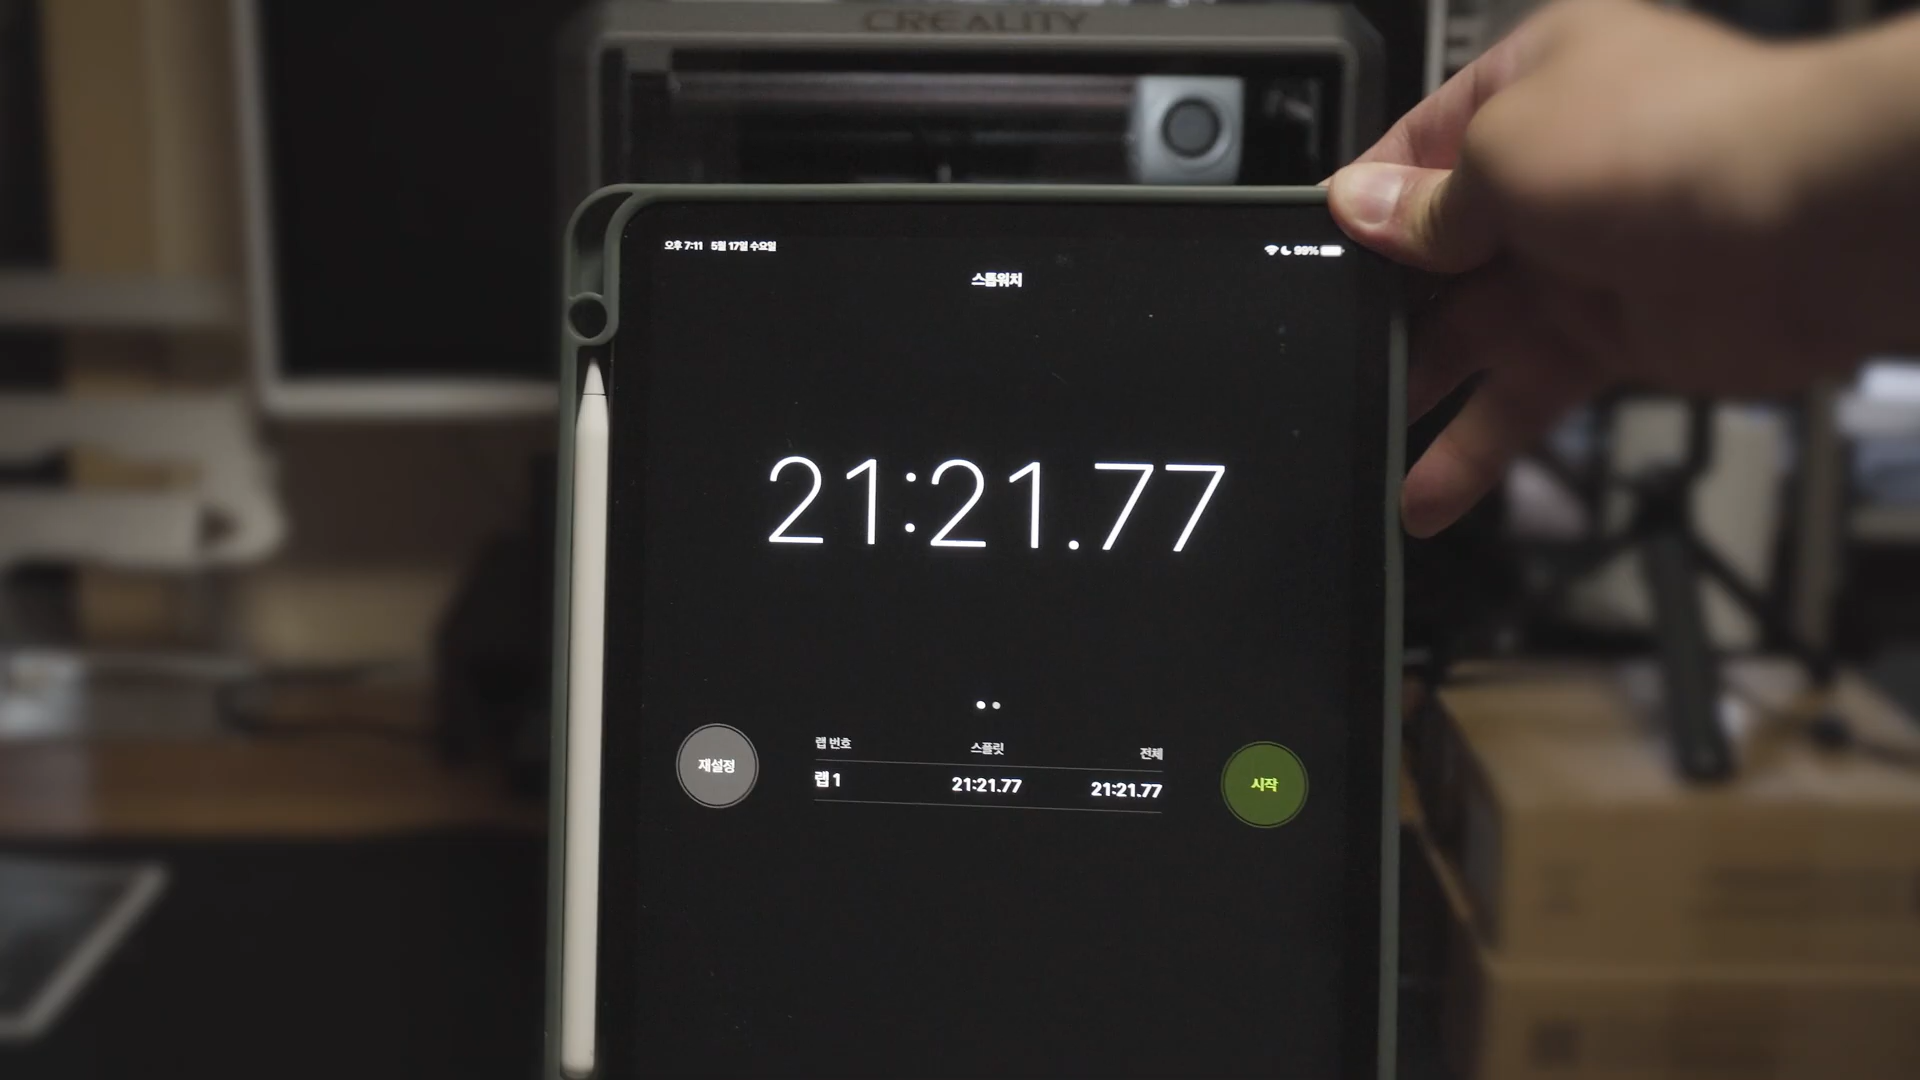 CREALITY
오후 7:11 5월 17일 수요일
99%
스톱워치
21:21.77
재설정
랩 번호 스플릿 전체
랩 1 21:21.77 21:21.77
시작